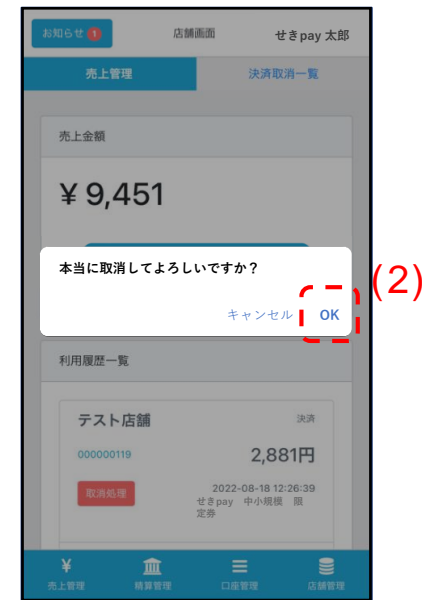 お知らせ 1 店舗画面 せきpay 太郎
売上管理 決済取消一覧
売上金額
¥ 9,451
本当に取消してよろしいですか？
キャンセル OK
(2)
利用履歴一覧
テスト店舗 決済
000000119 2,881円
取消処理 2022-08-18 12:26:39
せきpay 中小規模 限
定券
¥
売上管理 精算管理 口座管理 店舗管理